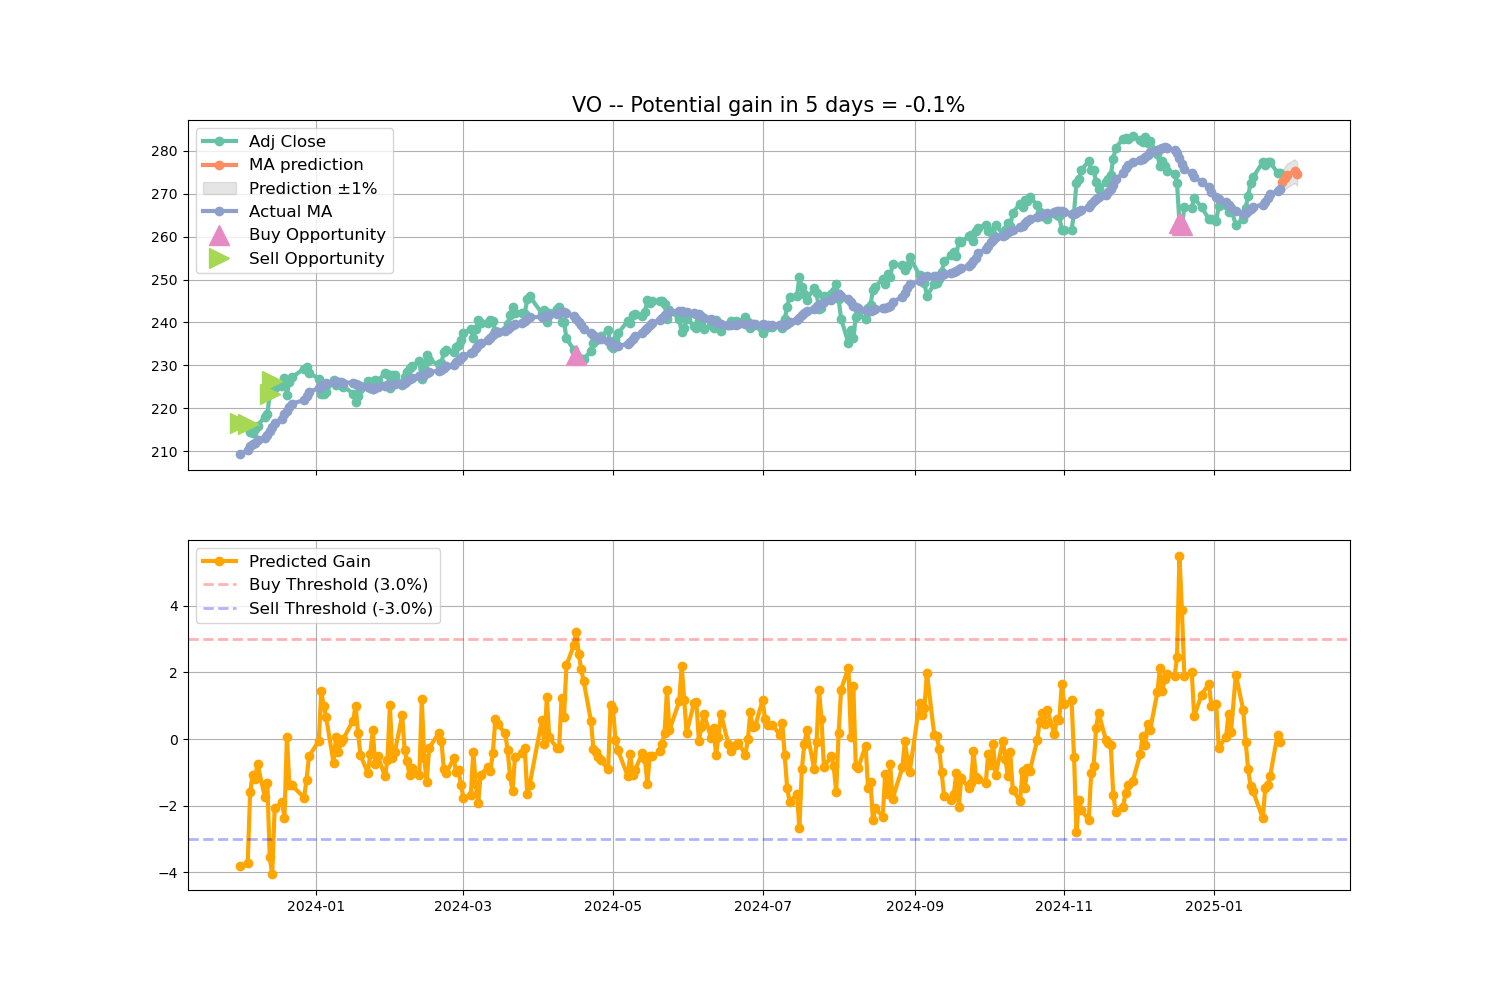 VO -- Potential gain in 5 days = -0.1%
Adj Close
MA prediction
Prediction ±1%
Actual MA
Buy Opportunity
Sell Opportunity
280
270
260
250
240
230
220
210
Predicted Gain
Buy Threshold (3.0%)
Sell Threshold (-3.0%)
4
2
0
−2
−4
2024-01 2024-03 2024-05 2024-07 2024-09 2024-11 2025-01